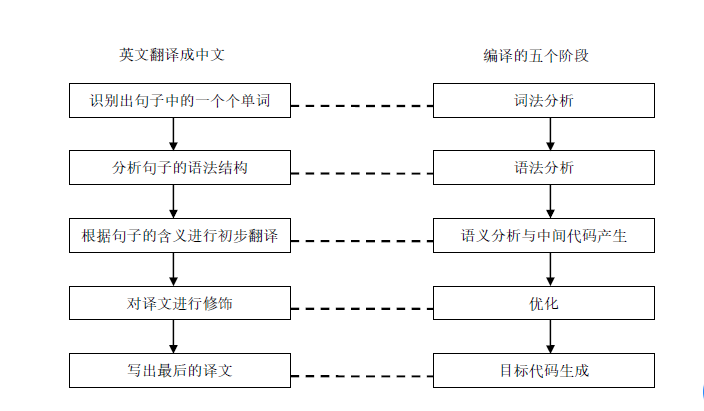 英文翻译成中文 编译的五个阶段
识别出句子中的一个个单词 词法分析
分析句子的语法结构 语法分析
根据句子的含义进行初步翻译 语义分析与中间代码产生
对译文进行修饰 优化
写出最后的译文 目标代码生成